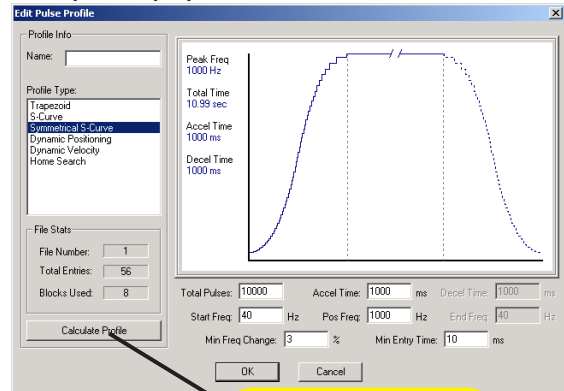 Edit Pulse Profile
Profile Info
Name:
Profile Type:
Trapezoid
S-Curve
Symmetrical S-Curve
Dynamic Positioning
Dynamic Velocity
Home Search
File Stats
File Number: 1
Total Entries: 56
Blocks Used: 8
Calculate Profile
Peak Freq
1000 Hz
Total Time
10.99 sec
Accel Time
1000 ms
Decel Time
1000 ms
Total Pulses: 10000 Accel Time: 1000 ms Decel Time: 1000 ms
Start Freq: 40 Hz Pos Freq: 1000 Hz End Freq: 40 Hz
Min Freq Change: 3 % Min Entry Time: 10 ms
OK Cancel